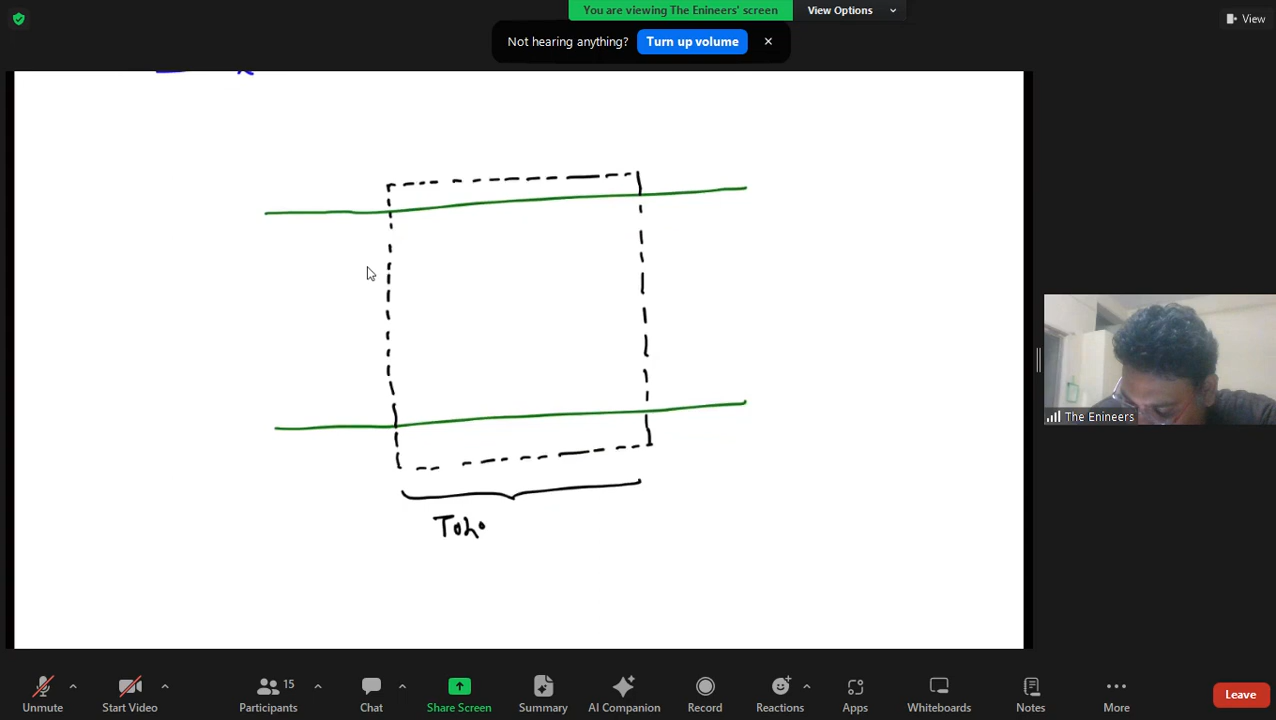 You are viewing The Enineers' screen
View Options
View
Not hearing anything?
Turn up volume
The Enineers
Unmute
Start Video
Participants
15
Chat
Share Screen
Summary
AI Companion
Record
Reactions
Apps
Whiteboards
Notes
More
Leave